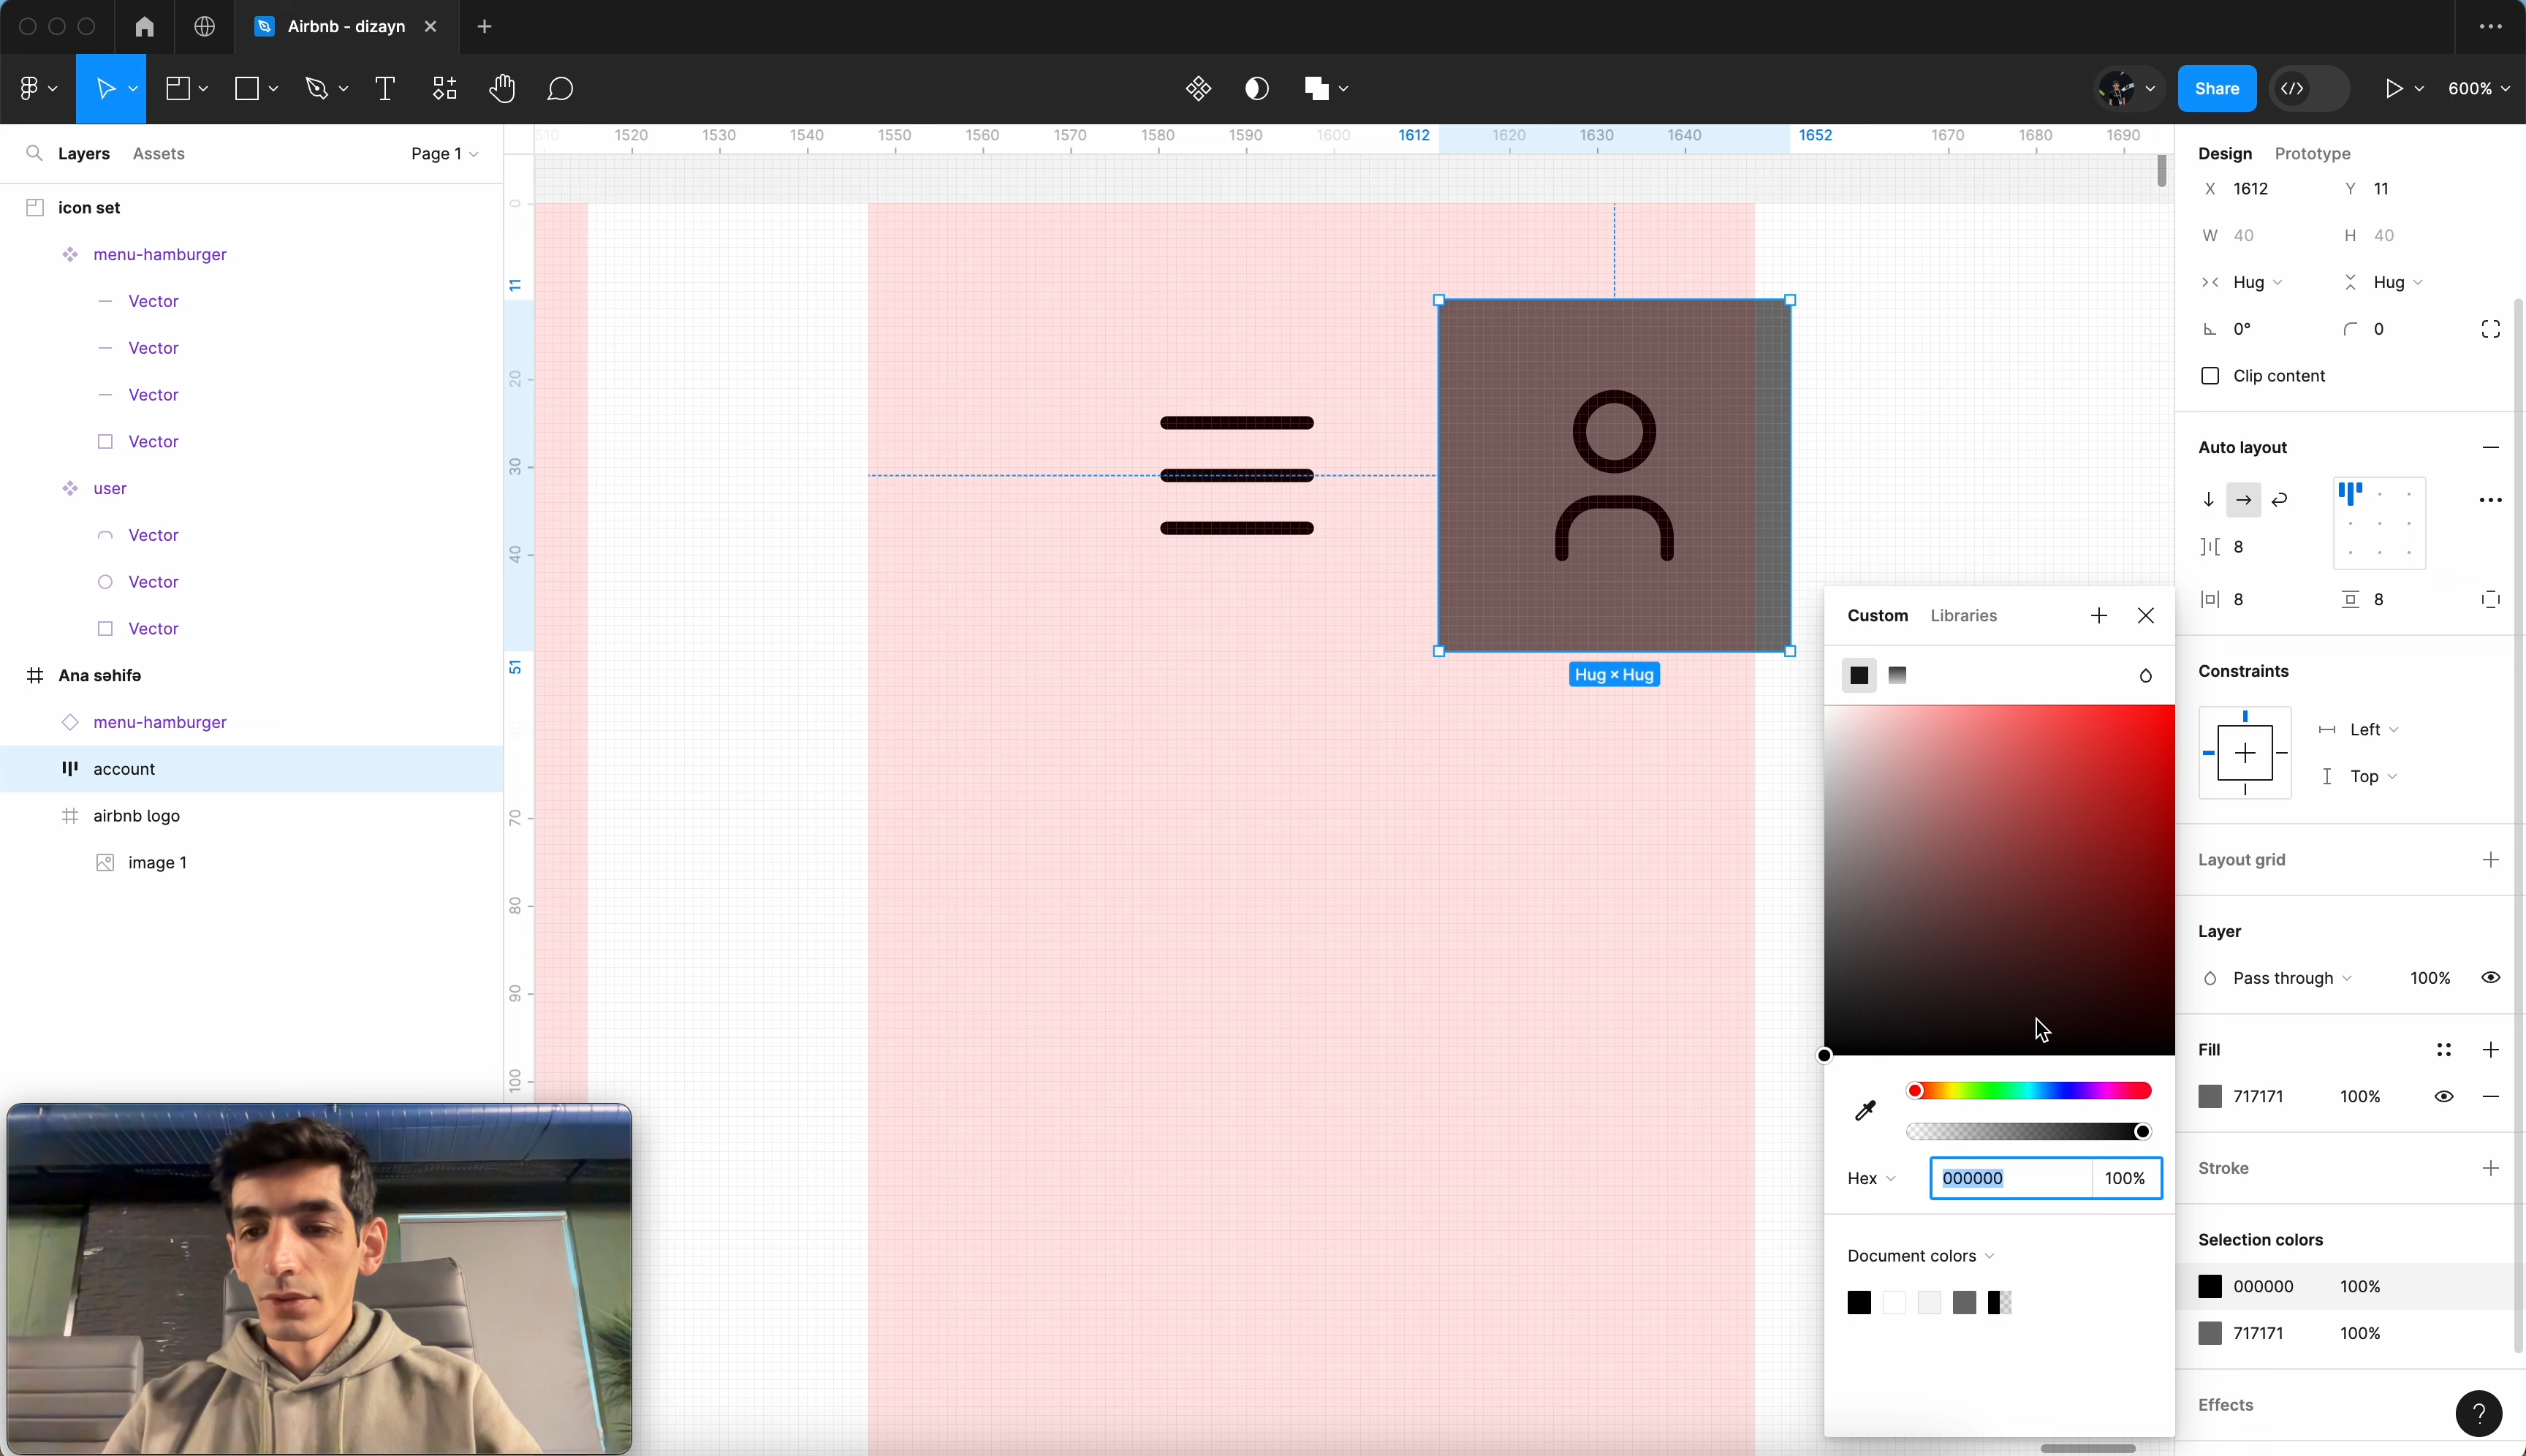 Airbnb - dizayn
Share
600%
Layers
Assets
Page 1
icon set
menu-hamburger
Vector
Vector
Vector
Vector
user
Vector
Vector
Vector
Ana səhifə
menu-hamburger
account
airbnb logo
image 1
510 1520 1530 1540 1550 1560 1570 1580 1590 1600 1612 1620 1630 1640 1652 1670 1680 1690
0
11
20
30
40
51
60
70
80
90
100
Hug × Hug
Custom
Libraries
Hex
000000
100%
Document colors
Design
Prototype
X 1612
Y 11
W 40
H 40
Hug
Hug
0°
0
Clip content
Auto layout
8
8
8
Constraints
Left
Top
Layout grid
Layer
Pass through
100%
Fill
717171
100%
Stroke
Selection colors
000000
100%
717171
100%
Effects
?